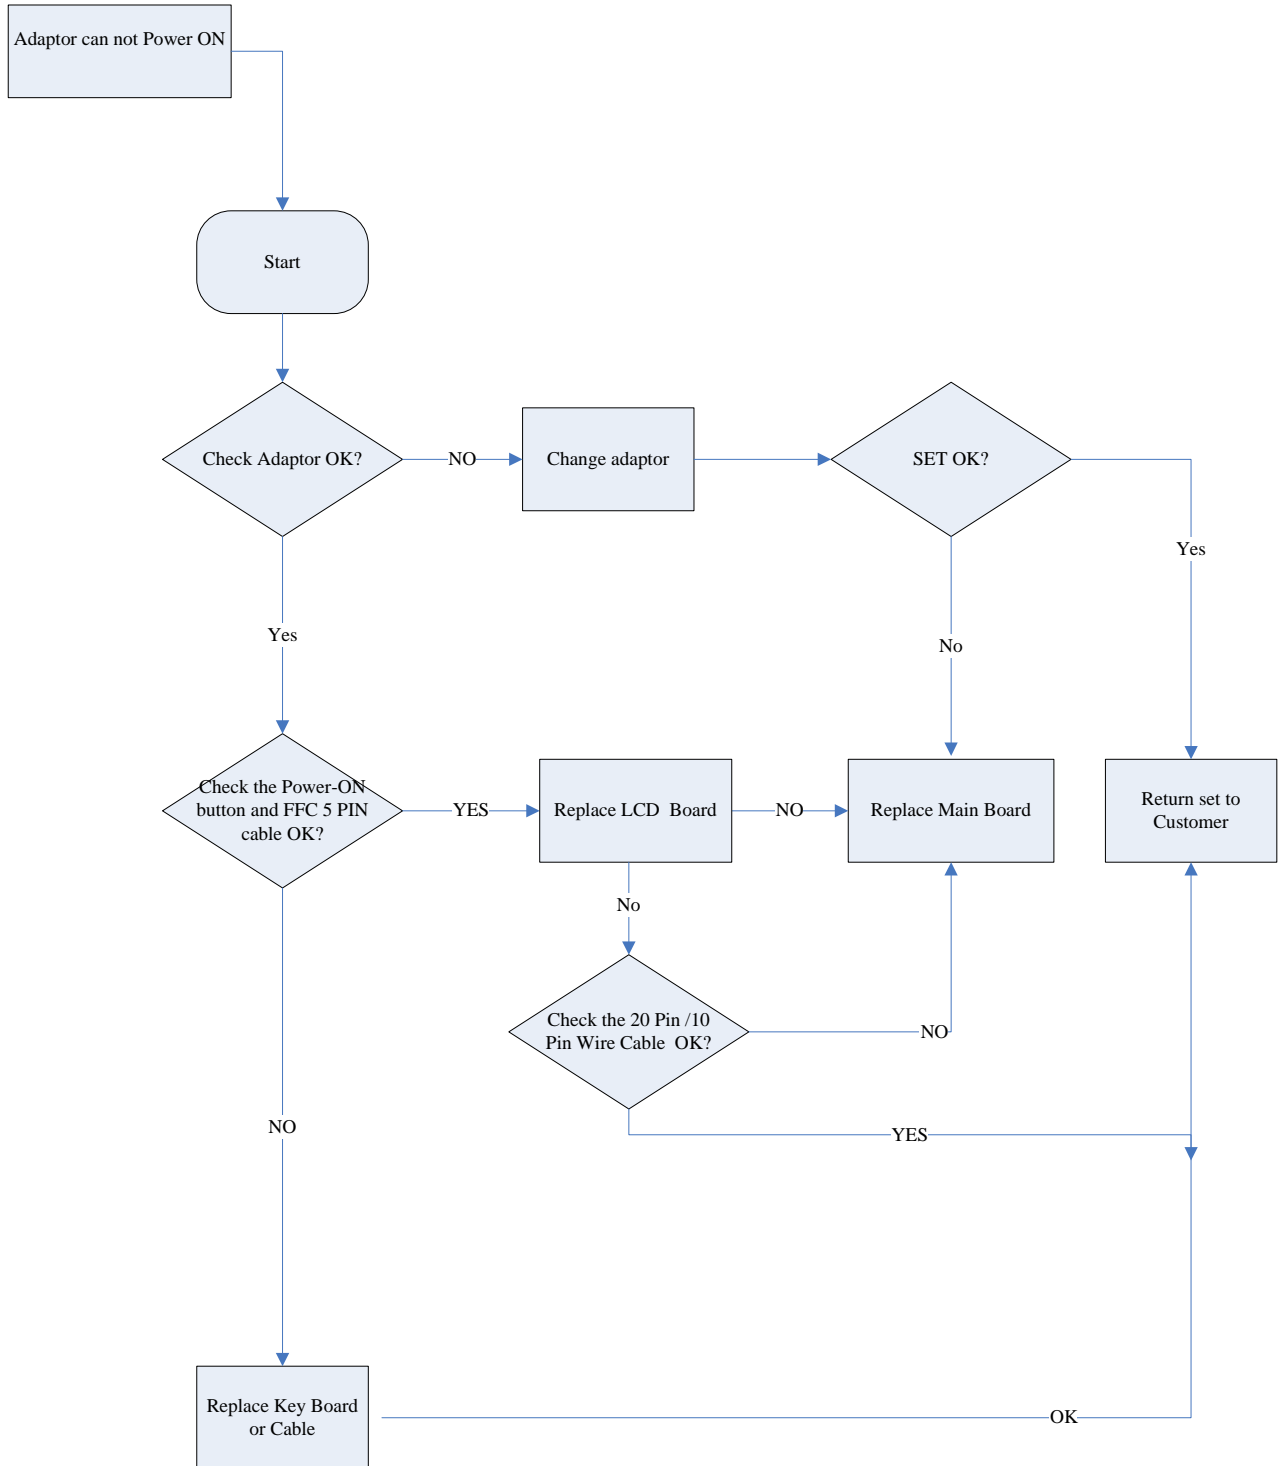 Adaptor can not Power ON
Start
Check Adaptor OK?
NO
Change adaptor
SET OK?
Yes
Yes
No
Check the Power-ON
button and FFC 5 PIN
cable OK?
YES
Replace LCD  Board
NO
Replace Main Board
Return set to
Customer
No
Check the 20 Pin /10
Pin Wire Cable  OK?
NO
YES
NO
Replace Key Board
or Cable
OK